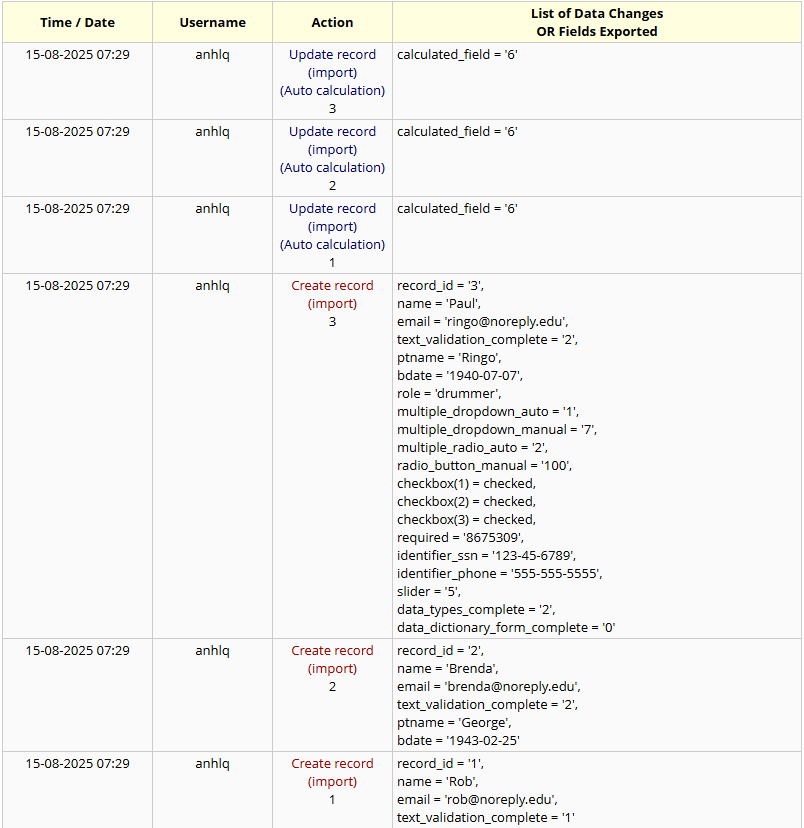 Time / Date Username Action List of Data Changes
OR Fields Exported
15-08-2025 07:29 anhlq Update record calculated_field = '6'
(import)
(Auto calculation)
3
15-08-2025 07:29 anhlq Update record calculated_field = '6'
(import)
(Auto calculation)
2
15-08-2025 07:29 anhlq Update record calculated_field = '6'
(import)
(Auto calculation)
1
15-08-2025 07:29 anhlq Create record record_id = '3',
(import) name = 'Paul',
3 email = 'ringo@noreply.edu',
text_validation_complete = '2',
ptname = 'Ringo',
bdate = '1940-07-07',
role = 'drummer',
multiple_dropdown_auto = '1',
multiple_dropdown_manual = '7',
multiple_radio_auto = '2',
radio_button_manual = '100',
checkbox(1) = checked,
checkbox(2) = checked,
checkbox(3) = checked,
required = '8675309',
identifier_ssn = '123-45-6789',
identifier_phone = '555-555-5555',
slider = '5',
data_types_complete = '2',
data_dictionary_form_complete = '0'
15-08-2025 07:29 anhlq Create record record_id = '2',
(import) name = 'Brenda',
2 email = 'brenda@noreply.edu',
text_validation_complete = '2',
ptname = 'George',
bdate = '1943-02-25'
15-08-2025 07:29 anhlq Create record record_id = '1',
(import) name = 'Rob',
1 email = 'rob@noreply.edu',
text_validation_complete = '1'